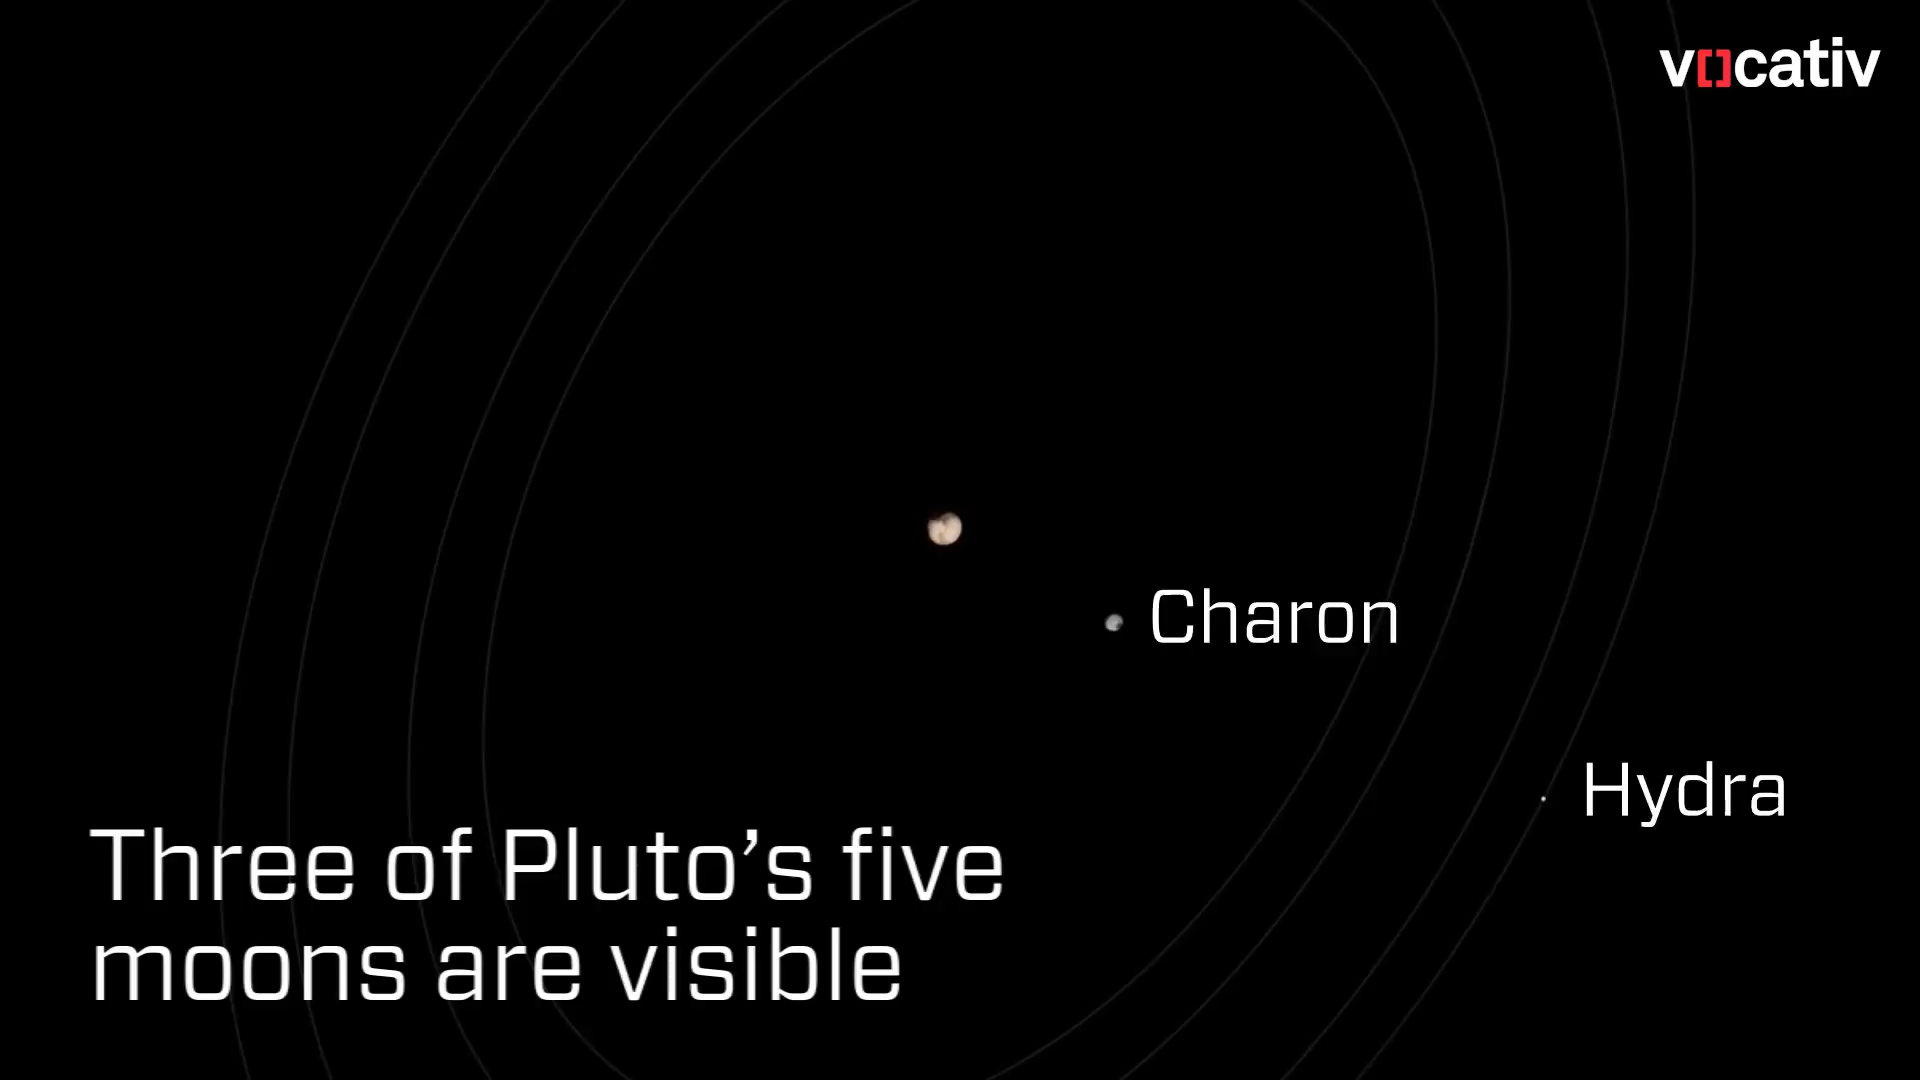 vocativ
Charon
Hydra
Three of Pluto’s five
moons are visible